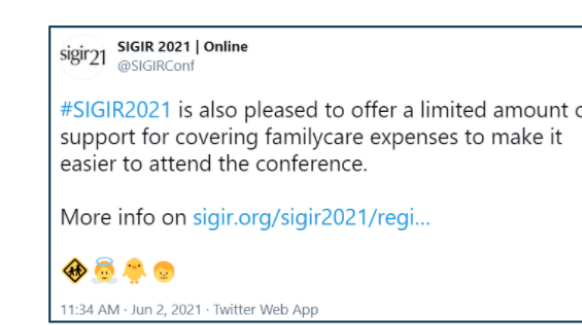 sigir21
SIGIR 2021 | Online
@SIGIRConf
#SIGIR2021 is also pleased to offer a limited amount
support for covering familycare expenses to make it
easier to attend the conference.
More info on sigir.org/sigir2021/regi...
11:34 AM · Jun 2, 2021 · Twitter Web App